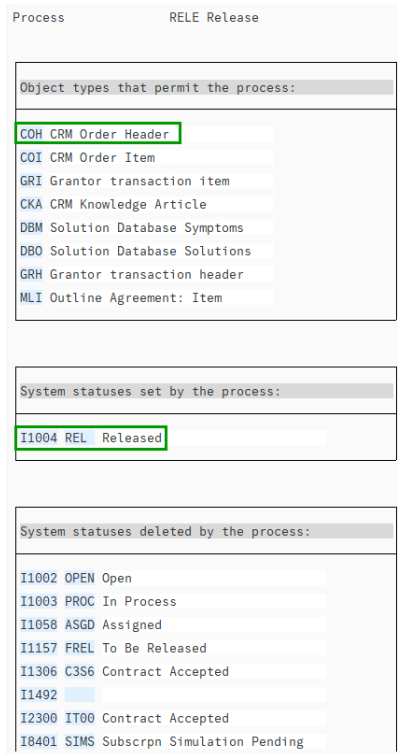 Process RELE Release
Object types that permit the process:
COH CRM Order Header
COI CRM Order Item
GRI Grantor transaction item
CKA CRM Knowledge Article
DBM Solution Database Symptoms
DBO Solution Database Solutions
GRH Grantor transaction header
MLI Outline Agreement: Item
System statuses set by the process:
I1004 REL Released
System statuses deleted by the process:
I1002 OPEN Open
I1003 PROC In Process
I1058 ASGD Assigned
I1157 FREL To Be Released
I1306 C3S6 Contract Accepted
I1492
I2300 IT00 Contract Accepted
I8401 SIMS Subscrpn Simulation Pending